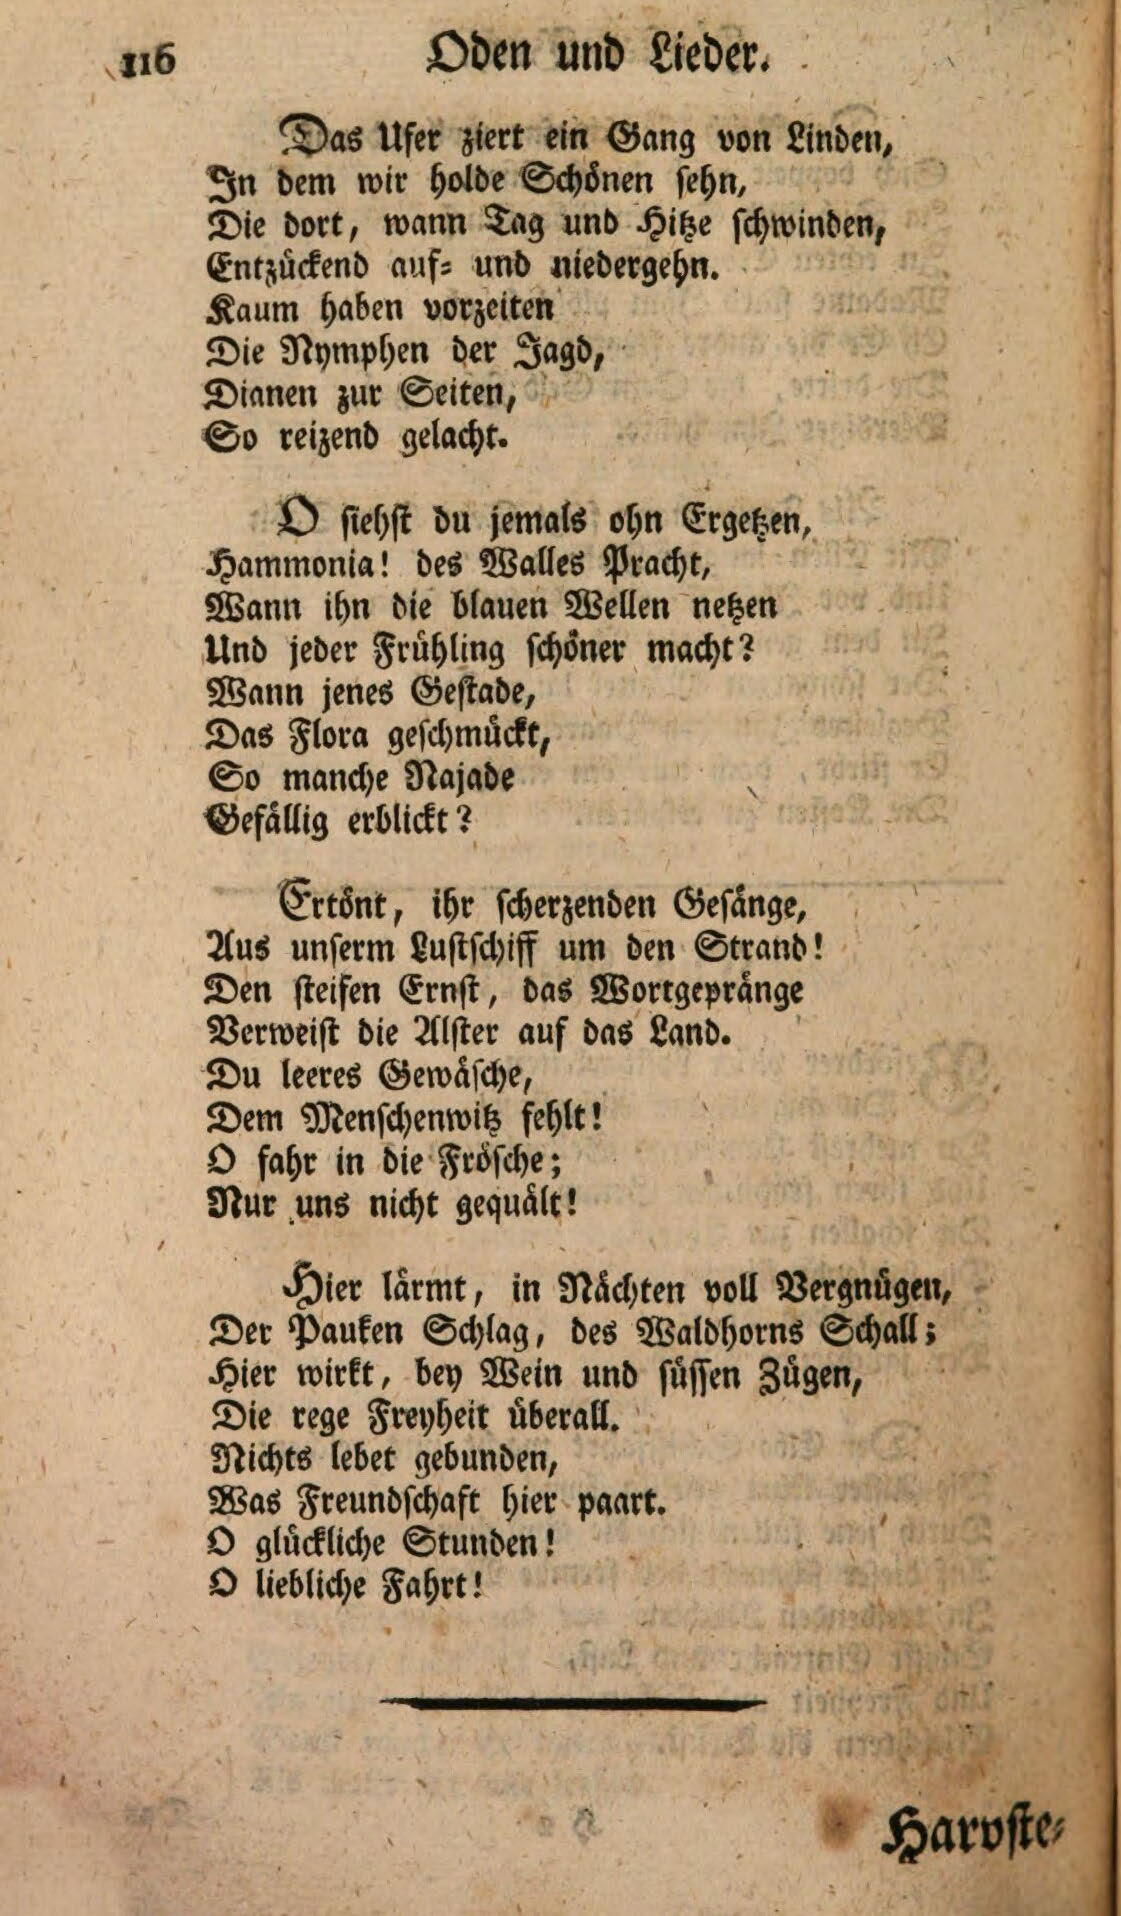 116
Oden und Lieder.
Das Ufer ziert ein Gang von Linden,
In dem wir holde Schönen sehn,
Die dort, wann Tag und Hitze schwinden,
Entzückend auf= und niedergehn.
Kaum haben vorzeiten
Die Nymphen der Jagd,
Dianen zur Seiten,
So reizend gelacht.
O siehst du jemals ohn Ergetzen,
Hammonia! des Walles Pracht,
Wann ihn die blauen Wellen netzen
Und jeder Frühling schöner macht?
Wann jenes Gestade,
Das Flora geschmückt,
So manche Najade
Gefällig erblickt?
Ertönt, ihr scherzenden Gesänge,
Aus unserm Lustschiff um den Strand!
Den steifen Ernst, das Wortgepränge
Verweist die Alster auf das Land.
Du leeres Gewäsche,
Dem Menschenwitz fehlt!
O fahr in die Frösche;
Nur uns nicht gequält!
Hier lärmt, in Nächten voll Vergnügen,
Der Pauken Schlag, des Waldhorns Schall;
Hier wirkt, bey Wein und süssen Zügen,
Die rege Freyheit überall.
Nichts lebet gebunden,
Was Freundschaft hier paart.
O glückliche Stunden!
O liebliche Fahrt!
Harvste=